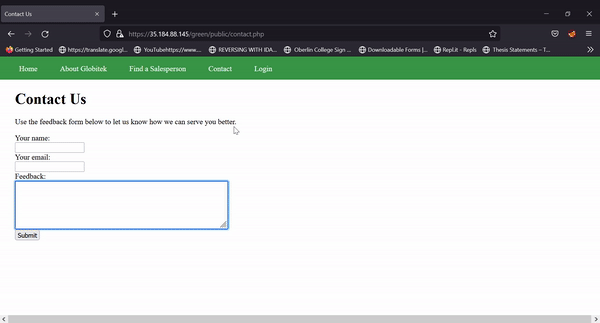 Contact Us
https://35.184.88.145/green/public/contact.php
Getting Started https://translate.googl... YouTubehttps://www.... REVERSING WITH IDA... Oberlin College Sign ... Downloadable Forms |... Repl.it - Repls Thesis Statements – T...
Home About Globitek Find a Salesperson Contact Login
Contact Us
Use the feedback form below to let us know how we can serve you better.
Your name:
Your email:
Feedback:
Submit